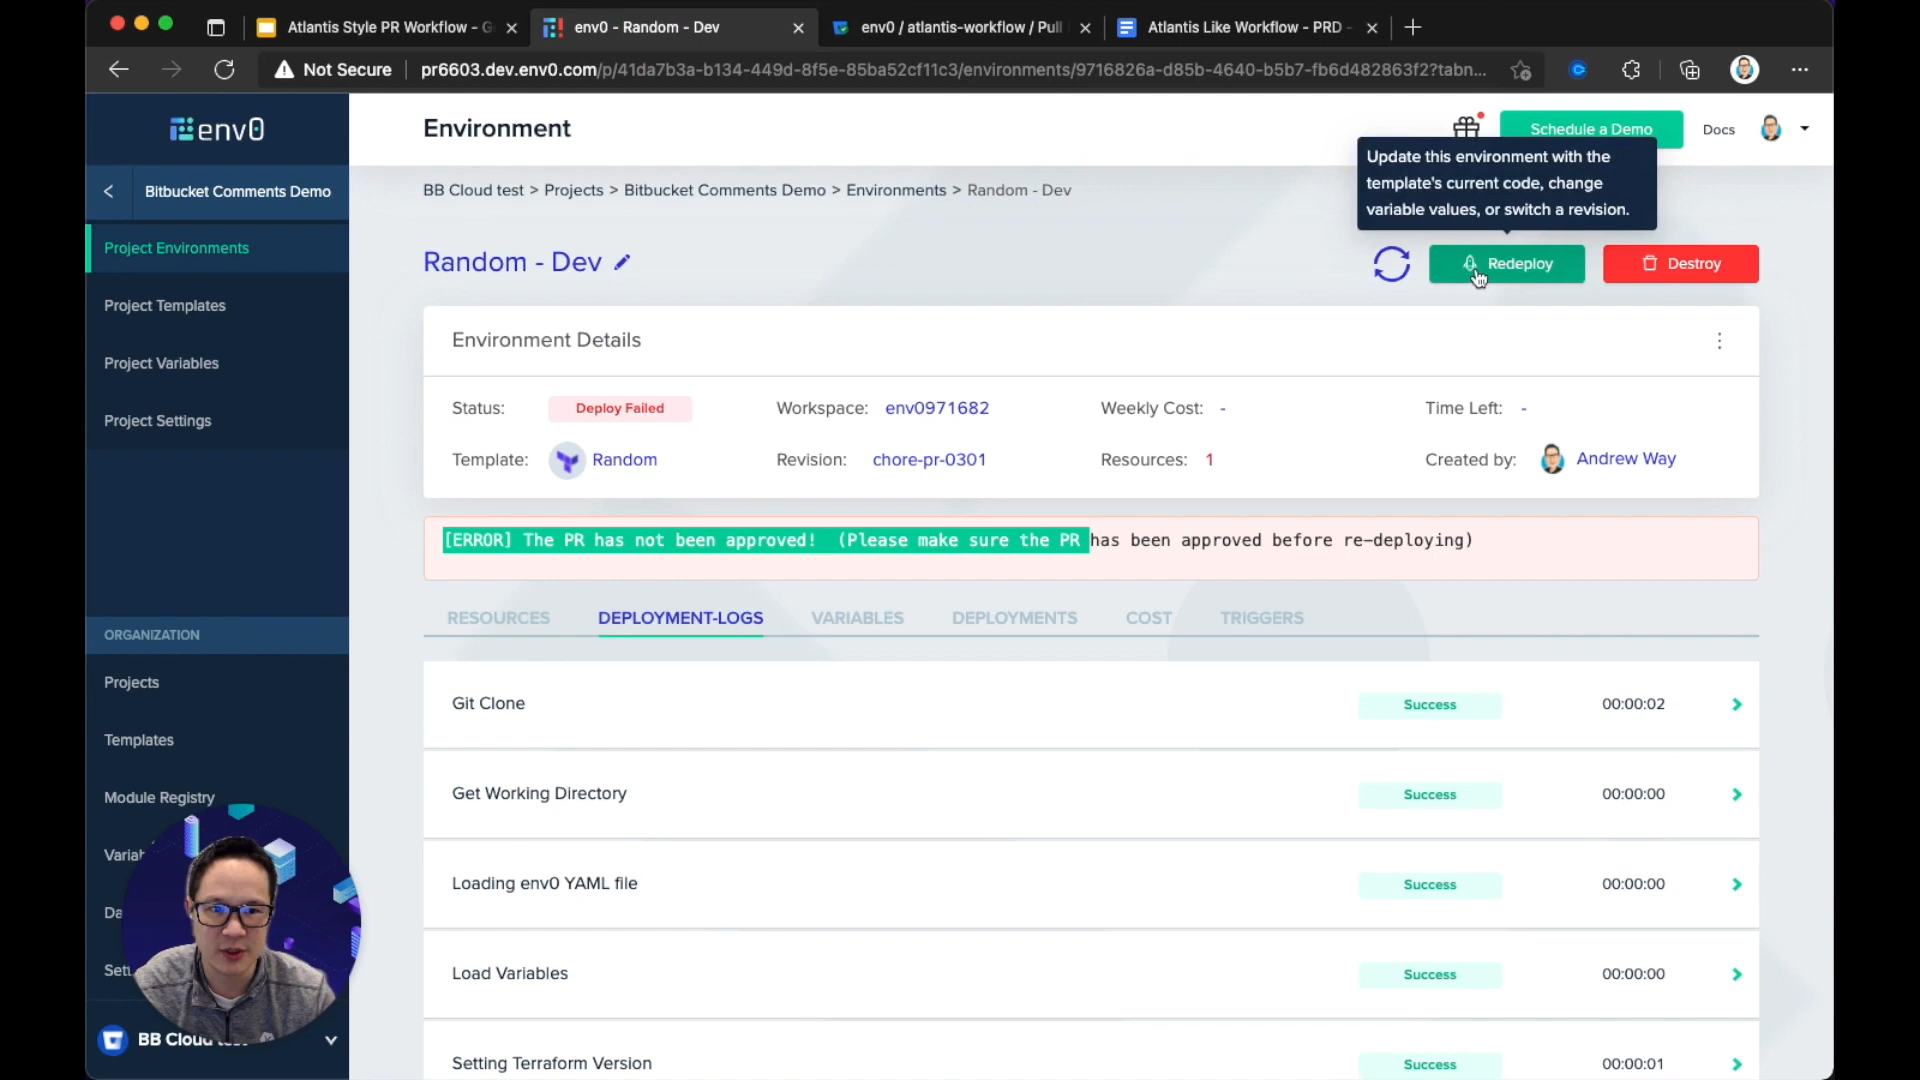 Atlantis Style PR Workflow - G
env0 - Random - Dev
env0 / atlantis-workflow / Pull
Atlantis Like Workflow - PRD -
Not Secure
pr6603.dev.env0.com/p/41da7b3a-b134-449d-8f5e-85ba52cf11c3/environments/9716826a-d85b-4640-b5b7-fb6d482863f2?tabn...
env0
Environment
Schedule a Demo
Docs
Update this environment with the
template's current code, change
variable values, or switch a revision.
Bitbucket Comments Demo
BB Cloud test > Projects > Bitbucket Comments Demo > Environments > Random - Dev
Project Environments
Project Templates
Project Variables
Project Settings
Random - Dev
Redeploy
Destroy
Environment Details
Status: Deploy Failed
Workspace: env0971682
Weekly Cost: -
Time Left: -
Template: Random
Revision: chore-pr-0301
Resources: 1
Created by: Andrew Way
[ERROR] The PR has not been approved! (Please make sure the PR has been approved before re-deploying)
RESOURCES
DEPLOYMENT-LOGS
VARIABLES
DEPLOYMENTS
COST
TRIGGERS
ORGANIZATION
Projects
Templates
Module Registry
Git Clone Success 00:00:02
Get Working Directory Success 00:00:00
Loading env0 YAML file Success 00:00:00
Load Variables Success 00:00:00
Setting Terraform Version Success 00:00:01
BB Cloud